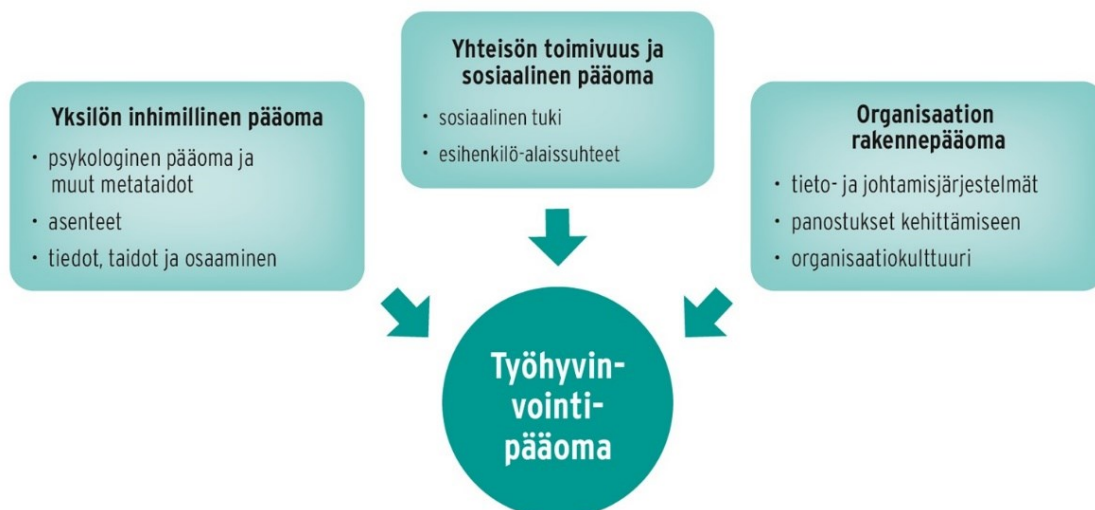 Yksilön inhimillinen pääoma
• psykologinen pääoma ja
muut metataidot
• asenteet
• tiedot, taidot ja osaaminen
Yhteisön toimivuus ja
sosiaalinen pääoma
• sosiaalinen tuki
• esihenkilö-alaissuhteet
Organisaation
rakennepääoma
• tieto- ja johtamisjärjestelmät
• panostukset kehittämiseen
• organisaatiokulttuuri
Työhyvin-
vointi-
pääoma